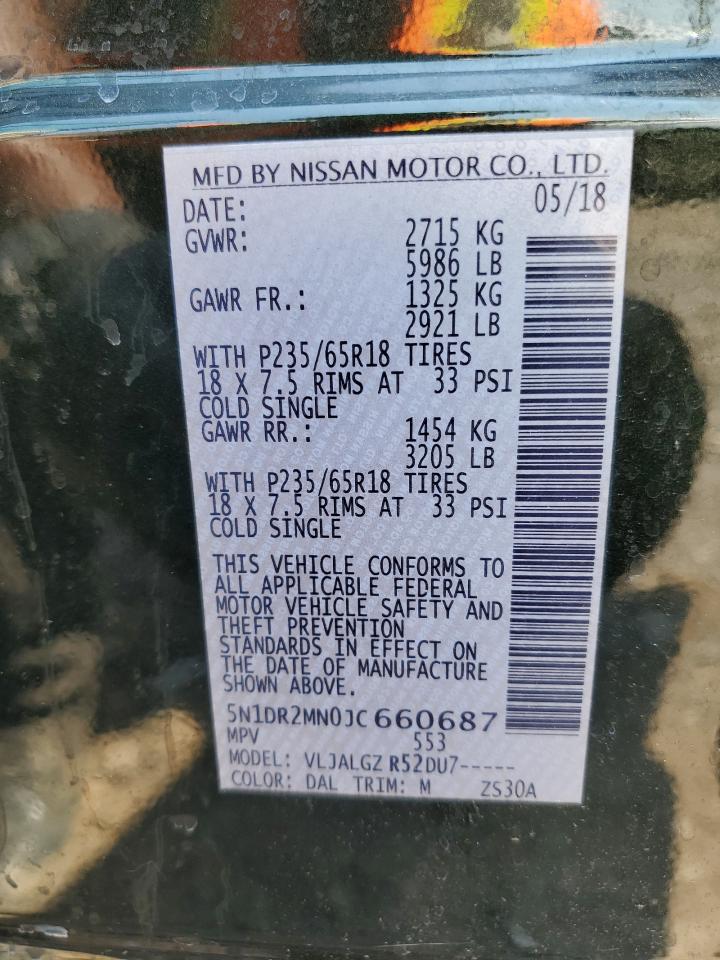 MFD BY NISSAN MOTOR CO., LTD.
DATE: 05/18
GVWR: 2715 KG
5986 LB
GAWR FR.: 1325 KG
2921 LB
WITH P235/65R18 TIRES
18 X 7.5 RIMS AT 33 PSI
COLD SINGLE
GAWR RR.: 1454 KG
3205 LB
WITH P235/65R18 TIRES
18 X 7.5 RIMS AT 33 PSI
COLD SINGLE
THIS VEHICLE CONFORMS TO
ALL APPLICABLE FEDERAL
MOTOR VEHICLE SAFETY AND
THEFT PREVENTION
STANDARDS IN EFFECT ON
THE DATE OF MANUFACTURE
SHOWN ABOVE.
5N1DR2MN0JC660687
MPV 553
MODEL: VLJALGZ R52DU7-----
COLOR: DAL TRIM: M ZS30A